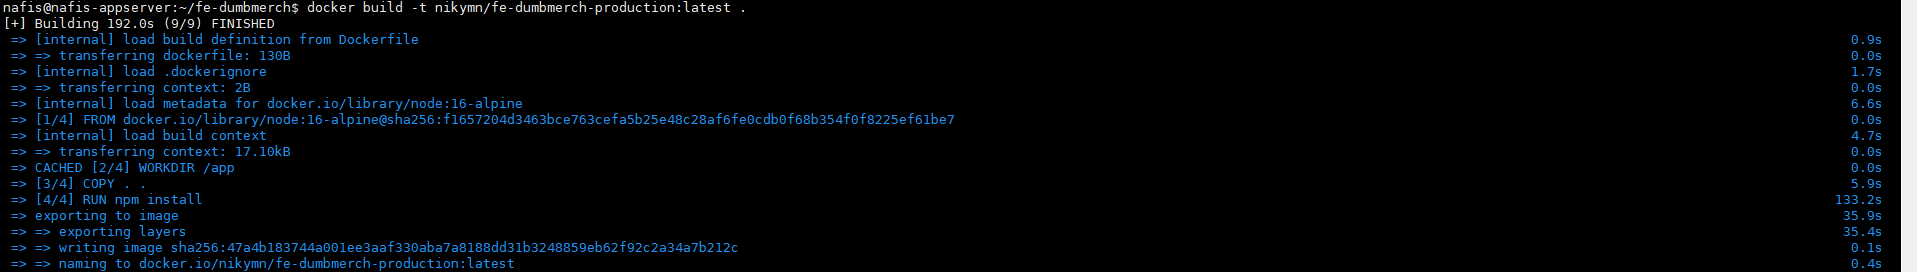 nafis@nafis-appserver:~/fe-dumbmerch$ docker build -t nikymn/fe-dumbmerch-production:latest .
[+] Building 192.0s (9/9) FINISHED
=> [internal] load build definition from Dockerfile 0.9s
=> => transferring dockerfile: 130B 0.0s
=> [internal] load .dockerignore 1.7s
=> => transferring context: 2B 0.0s
=> [internal] load metadata for docker.io/library/node:16-alpine 6.6s
=> [1/4] FROM docker.io/library/node:16-alpine@sha256:f1657204d3463bce763cefa5b25e48c28af6fe0cdb0f68b354f0f8225ef61be7 0.0s
=> [internal] load build context 4.7s
=> => transferring context: 17.10kB 0.0s
=> CACHED [2/4] WORKDIR /app 0.0s
=> [3/4] COPY . . 5.9s
=> [4/4] RUN npm install 133.2s
=> exporting to image 35.9s
=> => exporting layers 35.4s
=> => writing image sha256:47a4b183744a001ee3aaf330aba7a8188dd31b3248859eb62f92c2a34a7b212c 0.1s
=> => naming to docker.io/nikymn/fe-dumbmerch-production:latest 0.4s